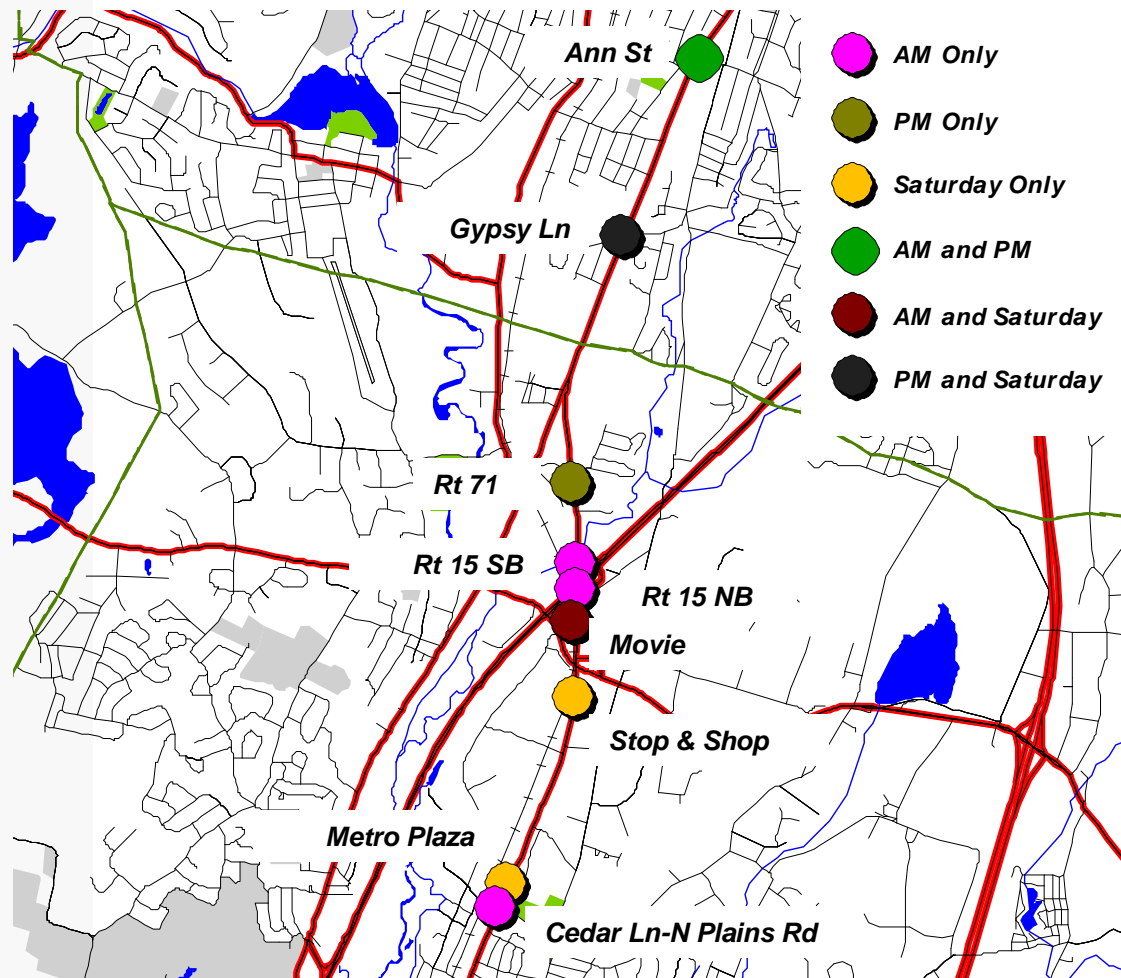 Ann St
AM Only
PM Only
Saturday Only
Gypsy Ln
AM and PM
AM and Saturday
PM and Saturday
Rt 71
Rt 15 SB
Rt 15 NB
Movie
Stop & Shop
Metro Plaza
Cedar Ln-N Plains Rd